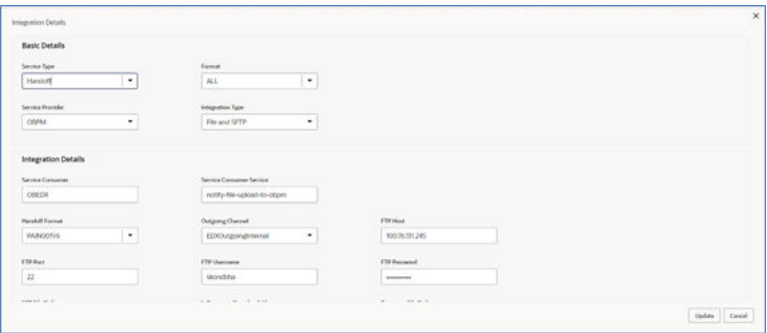 Integration Details
Basic Details
Service Type Format
Handoff ALL
Service Provider Integration Type
OBPM File and SFTP
Integration Details
Service Consumer Service Consumer Service
OBEDX notify-file-upload-to-obpm
Handoff Format Outgoing Channel FTP Host
PAIN001V6 EDXOutgoingInternal
FTP Port FTP Username FTP Password
22
Update Cancel